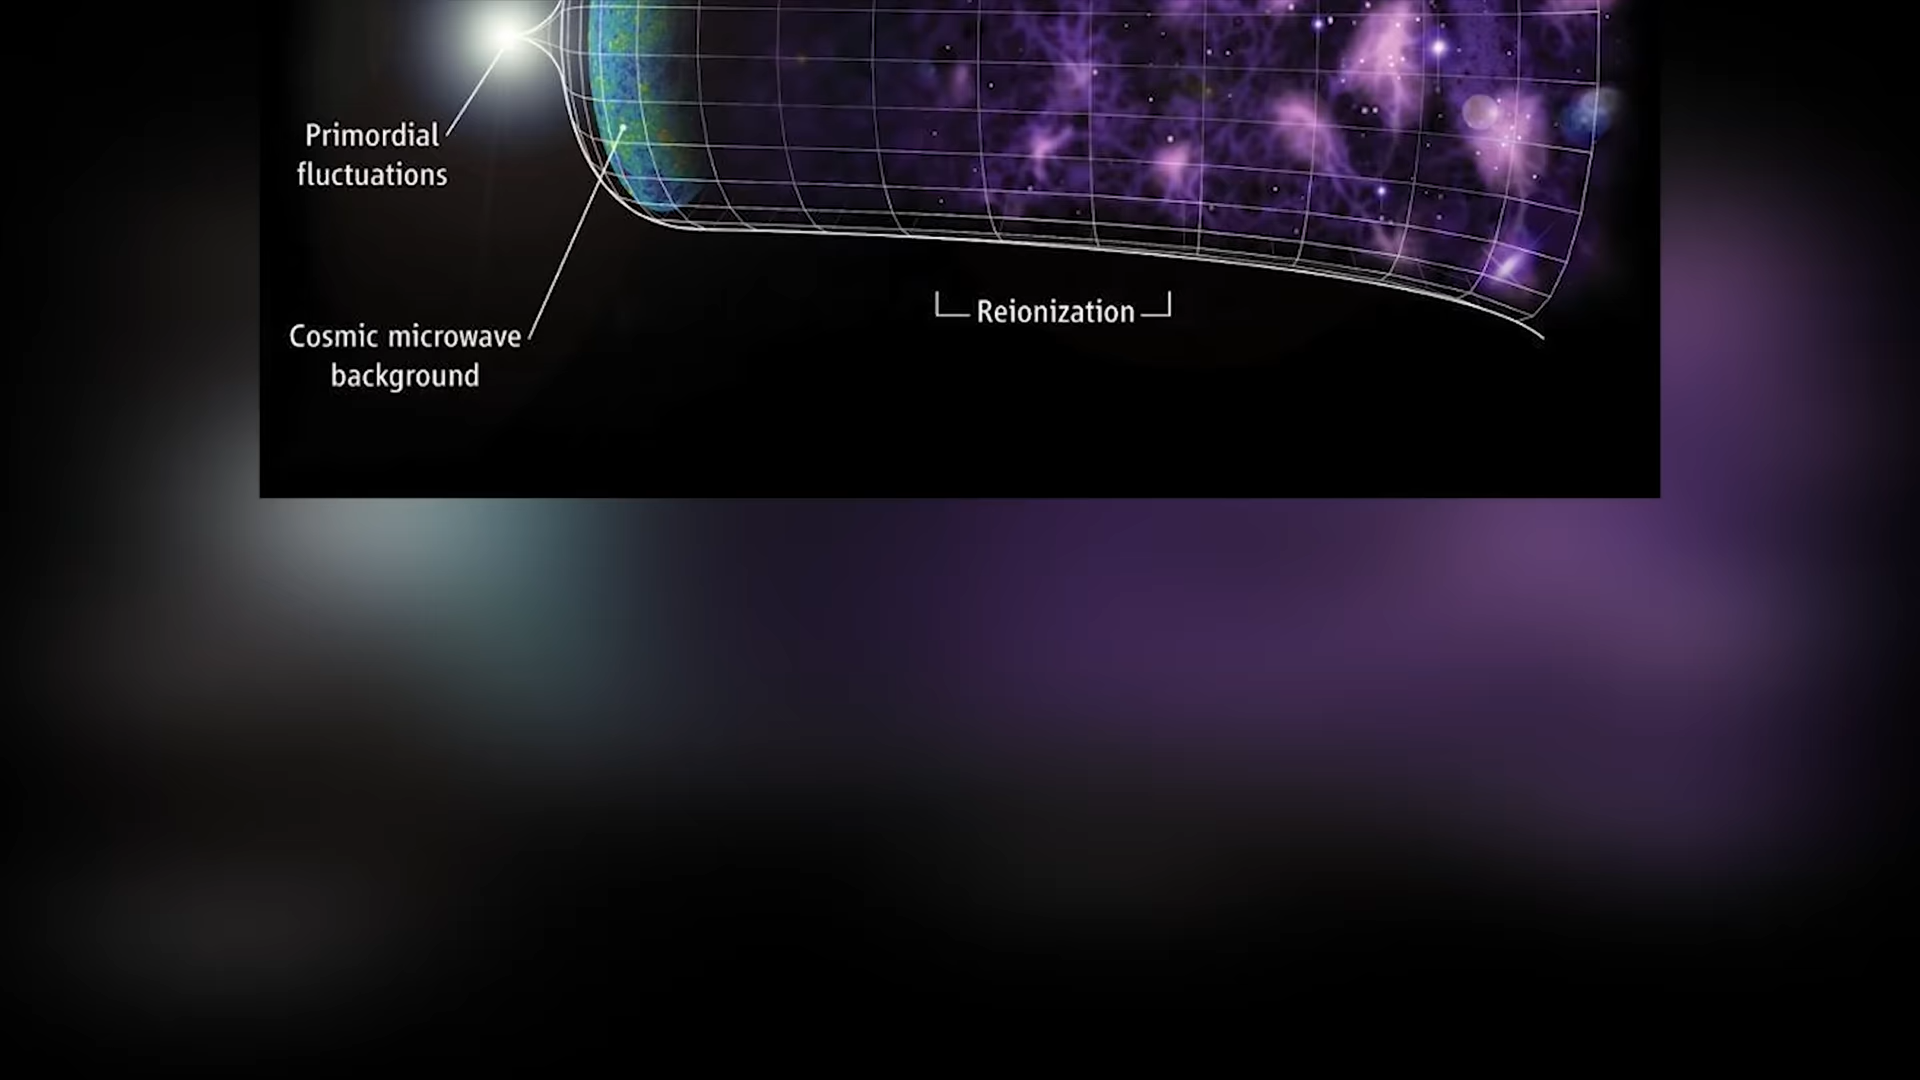 Primordial
fluctuations
Cosmic microwave
background
Reionization